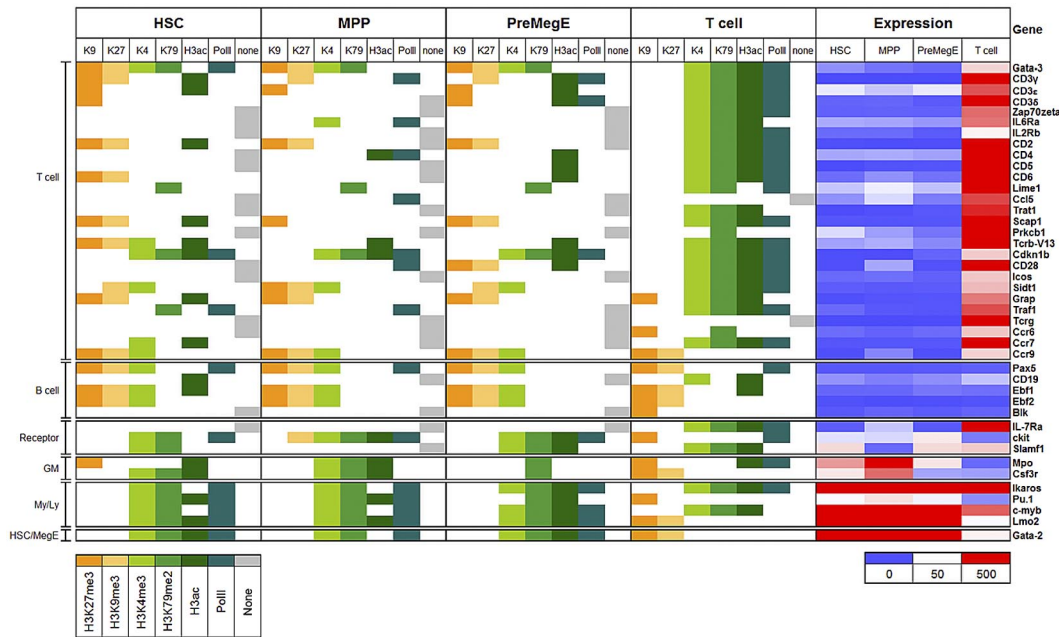 HSC MPP PreMegE T cell Expression Gene
K9 K27 K4 K79 H3ac PolII none K9 K27 K4 K79 H3ac PolII none K9 K27 K4 K79 H3ac PolII none K9 K27 K4 K79 H3ac PolII none HSC MPP PreMegE T cell
T cell
Gata-3
CD3γ
CD3ε
CD3δ
Zap70zeta
IL6Ra
IL2Rb
CD2
CD4
CD5
CD6
Lime1
Ccl5
Trat1
Scap1
Prkcb1
Tcrb-V13
Cdkn1b
CD28
Icos
Sidt1
Grap
Traf1
Tcrg
Ccr6
Ccr7
Ccr9
B cell
Pax5
CD19
Ebf1
Ebf2
Blk
Receptor
IL-7Ra
ckit
Slamf1
GM
Mpo
Csf3r
My/Ly
Ikaros
Pu.1
c-myb
Lmo2
HSC/MegE
Gata-2
H3K27me3
H3K9me3
H3K4me3
H3K79me2
H3ac
PolII
None
0 50 500